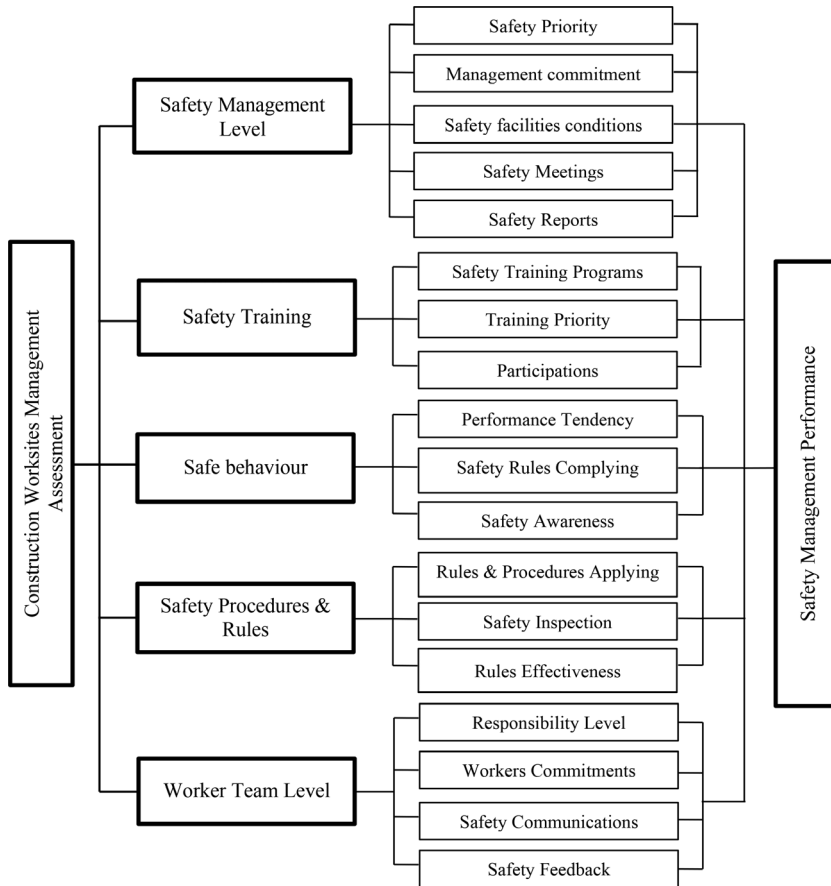 Construction Worksites Management
Assessment
Safety Management
Level
Safety Priority
Management commitment
Safety facilities conditions
Safety Meetings
Safety Reports
Safety Training
Safety Training Programs
Training Priority
Participations
Safe behaviour
Performance Tendency
Safety Rules Complying
Safety Awareness
Safety Procedures &
Rules
Rules & Procedures Applying
Safety Inspection
Rules Effectiveness
Worker Team Level
Responsibility Level
Workers Commitments
Safety Communications
Safety Feedback
Safety Management Performance